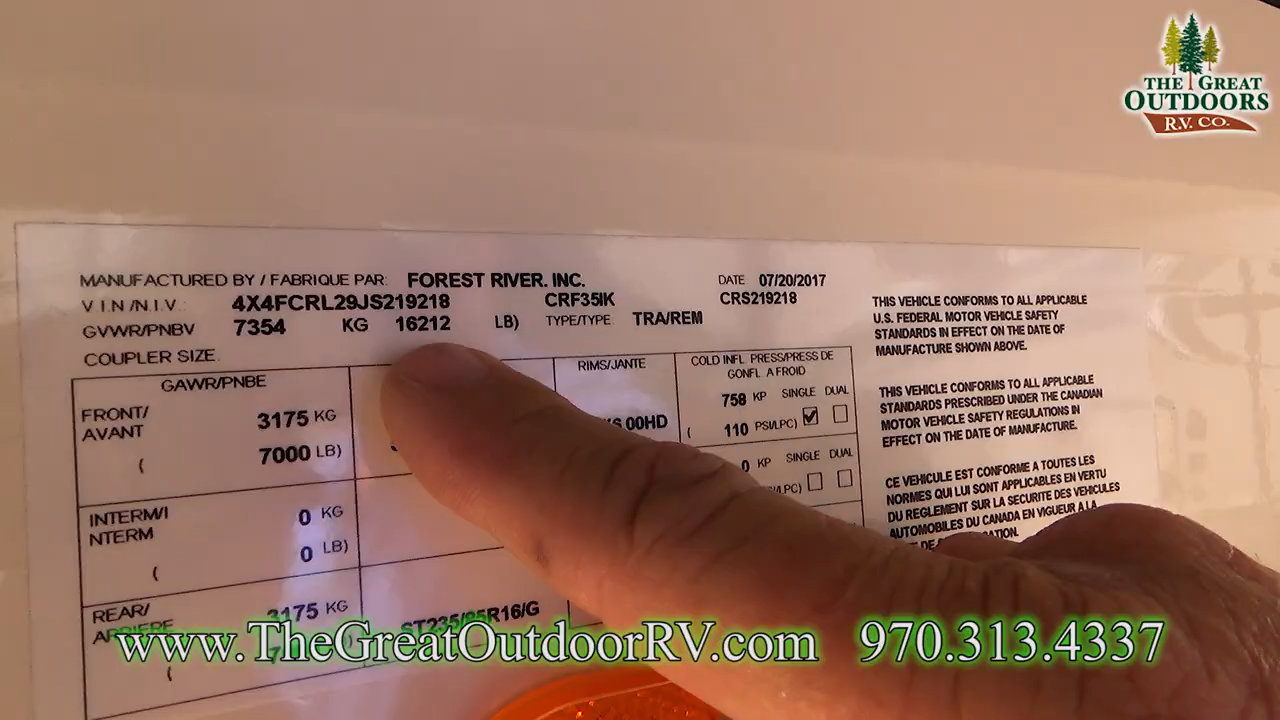 THE GREAT
OUTDOORS
R.V. CO.
MANUFACTURED BY / FABRIQUE PAR: FOREST RIVER. INC. DATE 07/20/2017
V.I.N/N.I.V.: 4X4FCRL29JS219218 CRF35IK CRS219218
GVWR/PNBV 7354 KG 16212 LB) TYPE/TYPE TRA/REM
COUPLER SIZE
GAWR/PNBE
RIMS/JANTE
COLD INFL PRESS/PRESS DE
GONFL A FROID
FRONT/
AVANT
3175 KG
( 7000 LB)
.00HD
758 KP SINGLE DUAL
( 110 PSI/LPC)
INTERM/I
NTERM
0 KG
( 0 LB)
0 KP SINGLE DUAL
/LPC)
REAR/
ARRIERE
3175 KG
(
ST235/85R16/G
THIS VEHICLE CONFORMS TO ALL APPLICABLE
U.S. FEDERAL MOTOR VEHICLE SAFETY
STANDARDS IN EFFECT ON THE DATE OF
MANUFACTURE SHOWN ABOVE.
THIS VEHICLE CONFORMS TO ALL APPLICABLE
STANDARDS PRESCRIBED UNDER THE CANADIAN
MOTOR VEHICLE SAFETY REGULATIONS IN
EFFECT ON THE DATE OF MANUFACTURE.
CE VEHICULE EST CONFORME A TOUTES LES
NORMES QUI LUI SONT APPLICABLES EN VERTU
DU REGLEMENT SUR LA SECURITE DES VEHICULES
AUTOMOBILES DU CANADA EN VIGUEUR A LA
DE
www.TheGreatOutdoorRV.com 970.313.4337